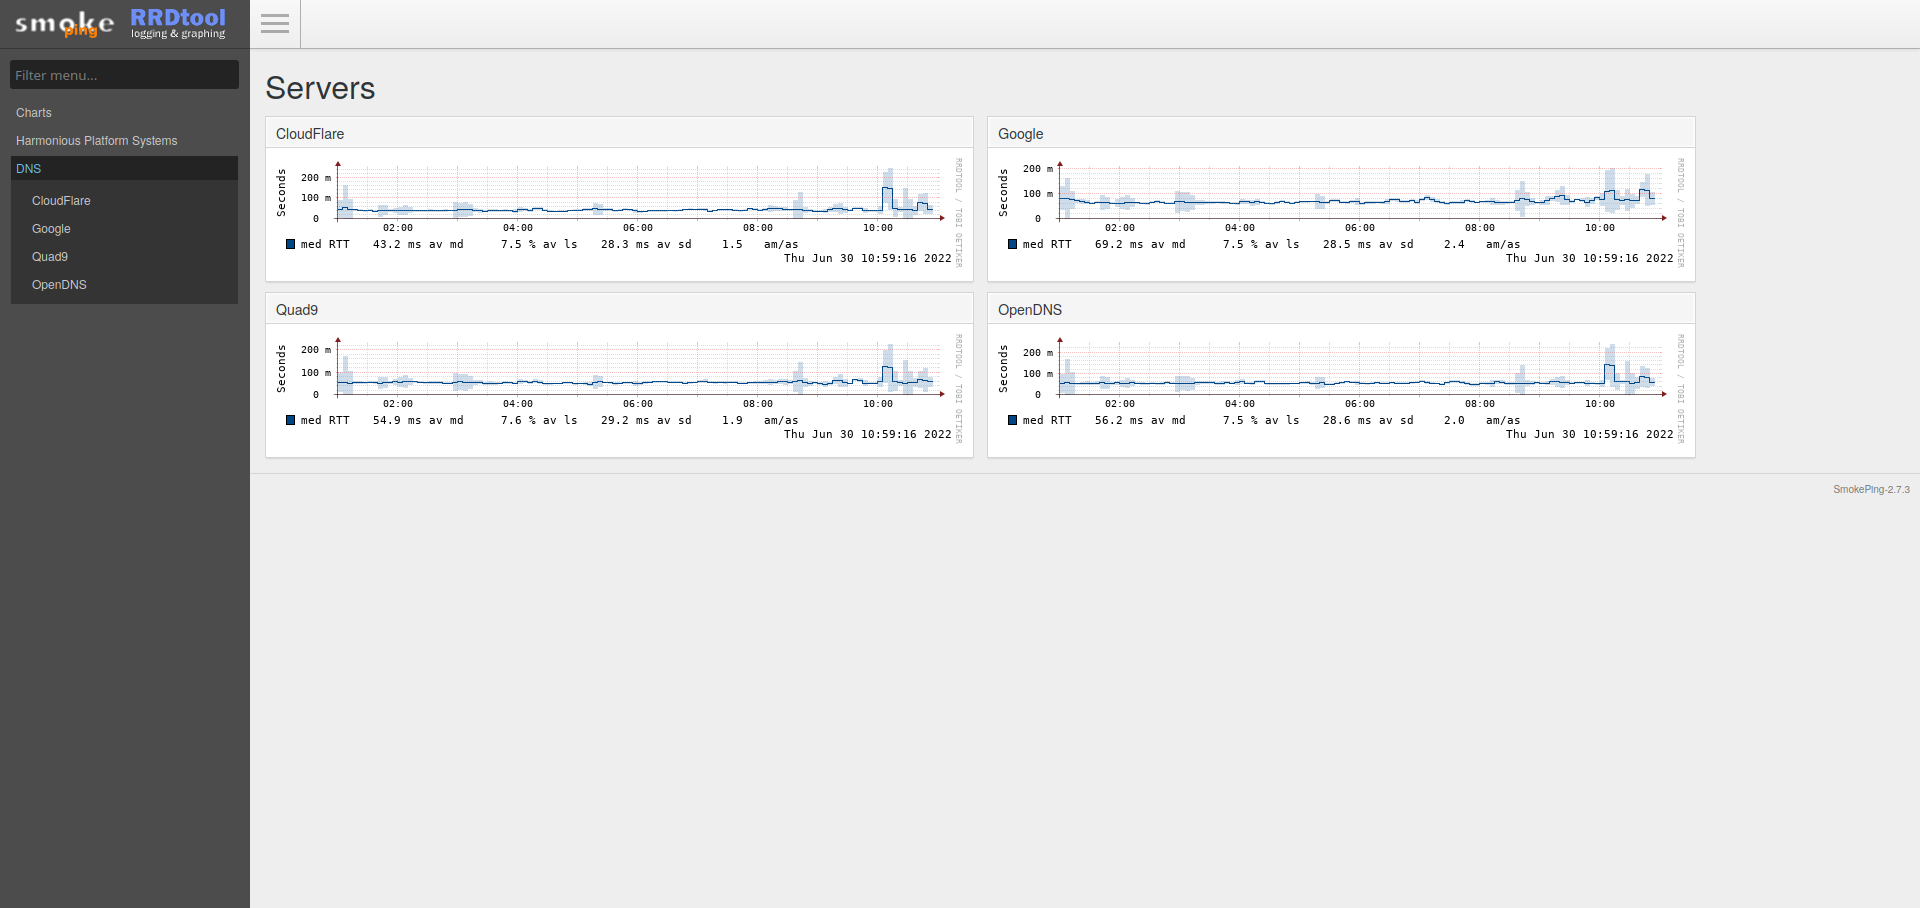 smokeping
RRDtool
logging & graphing
Filter menu...
Charts
Harmonious Platform Systems
DNS
CloudFlare
Google
Quad9
OpenDNS
Servers
CloudFlare
Seconds
200 m
100 m
0
02:00 04:00 06:00 08:00 10:00
med RTT 43.2 ms av md 7.5 % av ls 28.3 ms av sd 1.5 am/as
Thu Jun 30 10:59:16 2022
RRDTOOL / TOBI OETIKER
Google
Seconds
200 m
100 m
0
02:00 04:00 06:00 08:00 10:00
med RTT 69.2 ms av md 7.5 % av ls 28.5 ms av sd 2.4 am/as
Thu Jun 30 10:59:16 2022
RRDTOOL / TOBI OETIKER
Quad9
Seconds
200 m
100 m
0
02:00 04:00 06:00 08:00 10:00
med RTT 54.9 ms av md 7.6 % av ls 29.2 ms av sd 1.9 am/as
Thu Jun 30 10:59:16 2022
RRDTOOL / TOBI OETIKER
OpenDNS
Seconds
200 m
100 m
0
02:00 04:00 06:00 08:00 10:00
med RTT 56.2 ms av md 7.5 % av ls 28.6 ms av sd 2.0 am/as
Thu Jun 30 10:59:16 2022
RRDTOOL / TOBI OETIKER
SmokePing-2.7.3